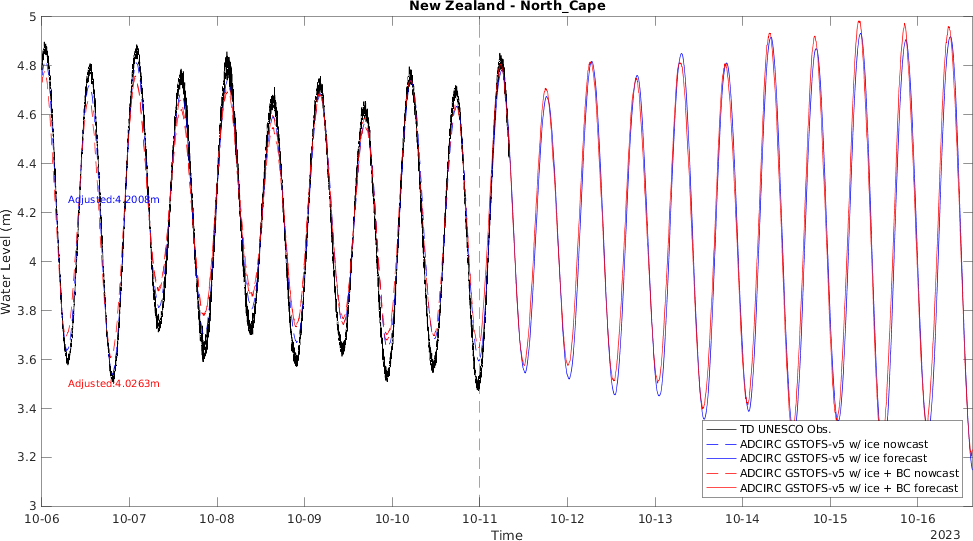 New Zealand - North_Cape
Water Level (m)
5
4.8
4.6
4.4
4.2
4
3.8
3.6
3.4
3.2
3
Adjusted:4.2008m
Adjusted:4.0263m
TD UNESCO Obs.
ADCIRC GSTOFS-v5 w/ ice nowcast
ADCIRC GSTOFS-v5 w/ ice forecast
ADCIRC GSTOFS-v5 w/ ice + BC nowcast
ADCIRC GSTOFS-v5 w/ ice + BC forecast
10-06 10-07 10-08 10-09 10-10 10-11 10-12 10-13 10-14 10-15 10-16
Time
2023